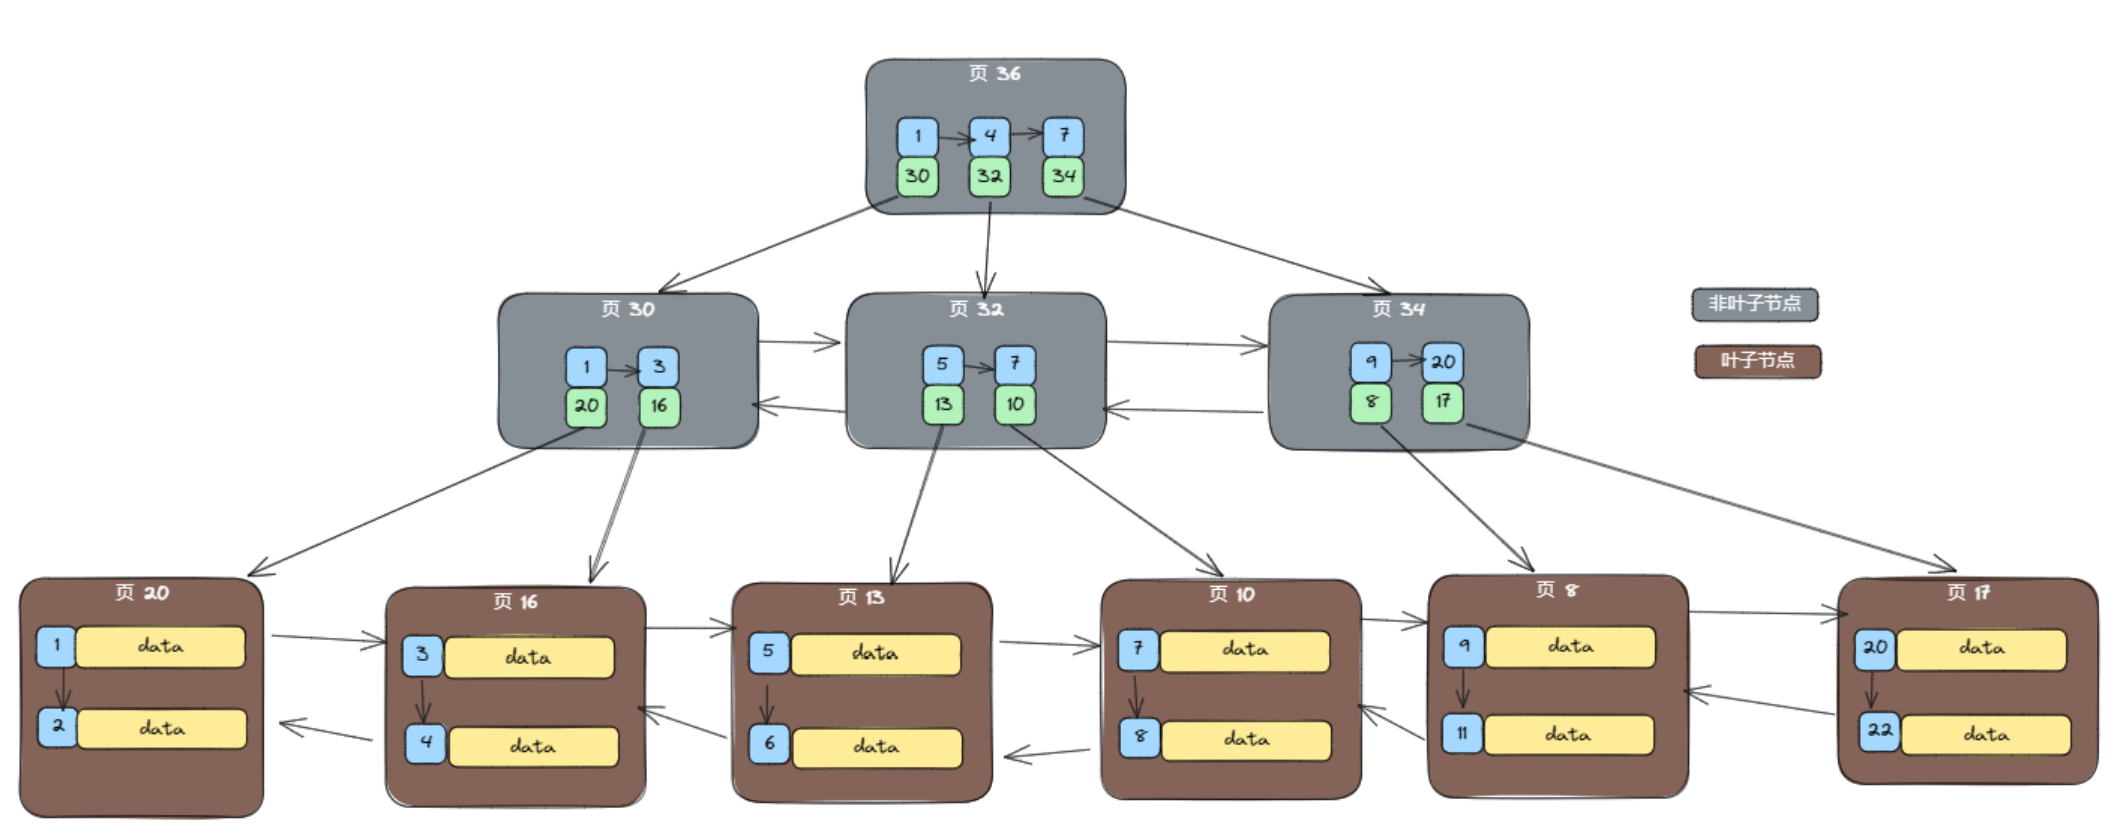 页 36
1 4 7
30 32 34
页 30
1 3
20 16
页 32
5 7
13 10
页 34
9 20
8 17
非叶子节点
叶子节点
页 20
1 data
2 data
页 16
3 data
4 data
页 13
5 data
6 data
页 10
7 data
8 data
页 8
9 data
11 data
页 17
20 data
22 data